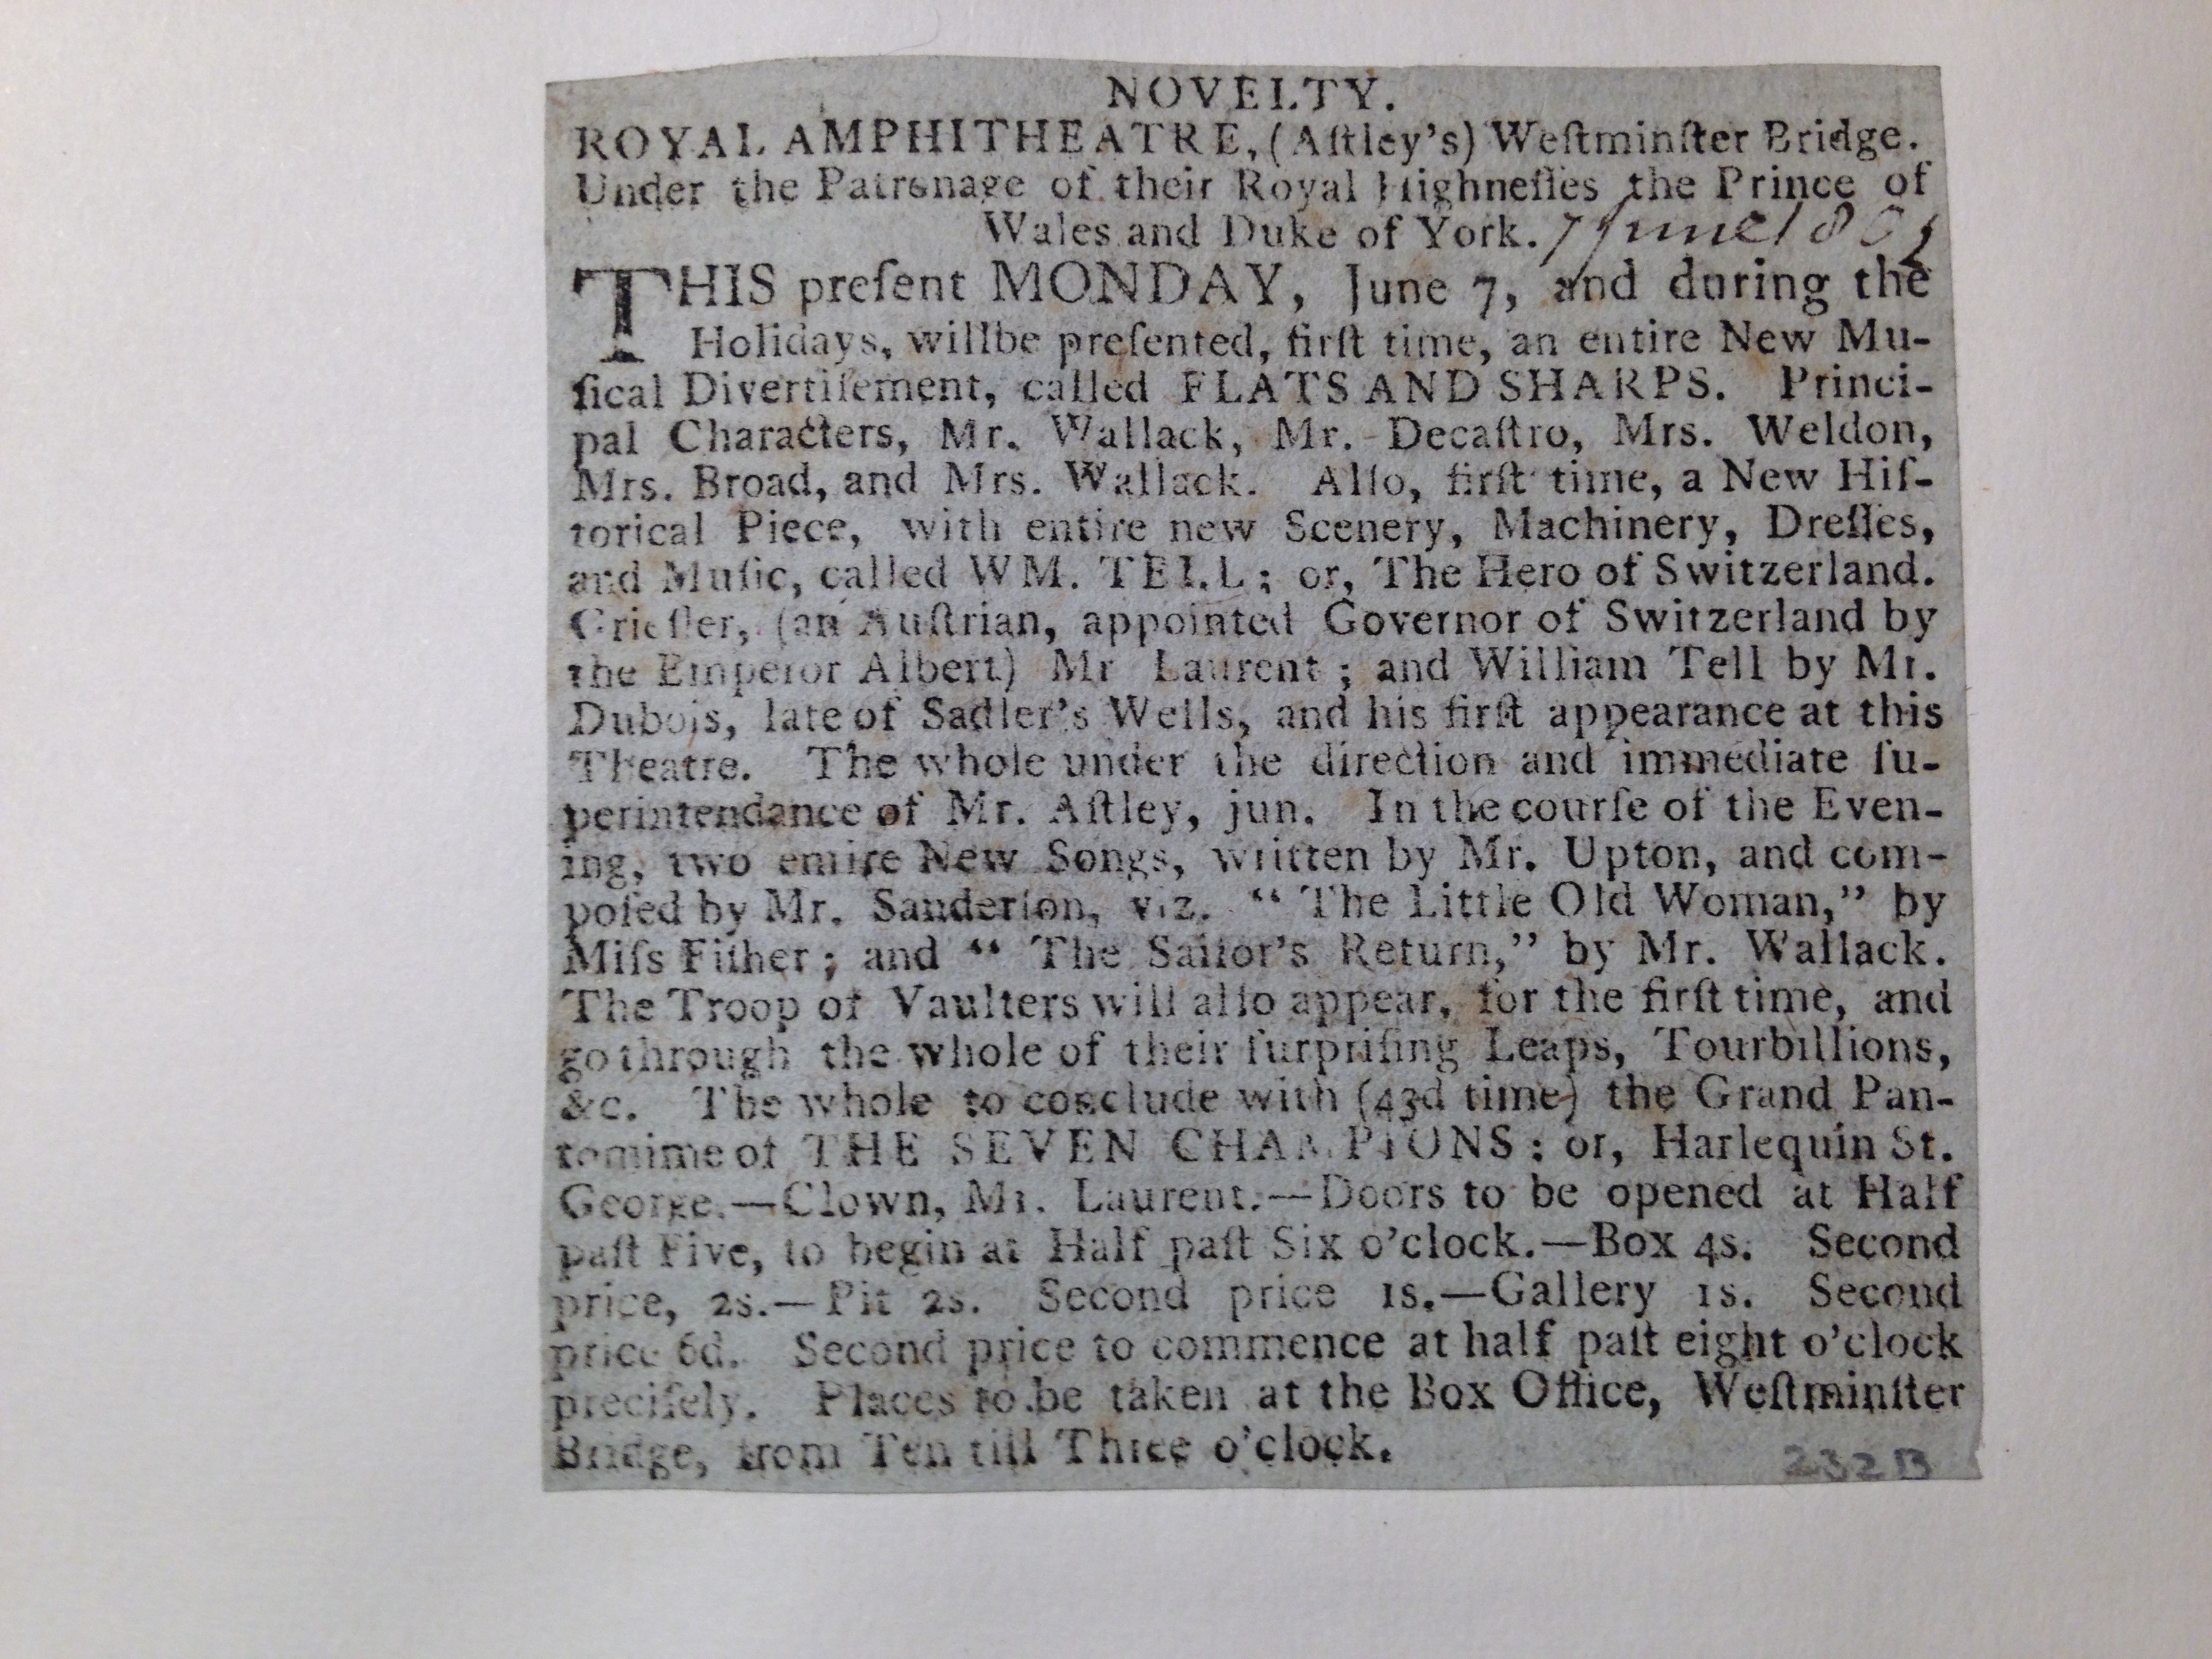 NOVELTY.
ROYAL AMPHITHEATRE, (Aſtley's) Weſtminſter Bridge.
Under the Patronage of their Royal Highneſſes the Prince of
Wales and Duke of York. 7 June 180
THIS preſent MONDAY, June 7, and during the
Holidays, willbe preſented, firſt time, an entire New Mu-
ſical Divertiſement, called FLATS AND SHARPS. Princi-
pal Characters, Mr. Wallack, Mr. Decaſtro, Mrs. Weldon,
Mrs. Broad, and Mrs. Wallack. Alſo, firſt time, a New Hiſ-
torical Piece, with entire new Scenery, Machinery, Dreſſes,
and Muſic, called WM. TELL; or, The Hero of Switzerland.
(an Auſtrian, appointed Governor of Switzerland by
the Emperor Albert) Mr Laurent; and William Tell by Mr.
Dubois, late of Sadler's Wells, and his firſt appearance at this
Theatre. The whole under the direction and immediate ſu-
perintendance of Mr. Aſtley, jun. In the courſe of the Even-
ing, two entire New Songs, written by Mr. Upton, and com-
poſed by Mr. Sanderſon, viz. “ The Little Old Woman,” by
Miſs Fiſher; and “ The Sailor's Return,” by Mr. Wallack.
The Troop of Vaulters will alſo appear, for the firſt time, and
go through the whole of their ſurpriſing Leaps, Tourbillions,
&c. The whole to conclude with (43d time) the Grand Pan-
tomime of THE SEVEN CHAMPIONS; or, Harlequin St.
George.—Clown, Mr. Laurent.—Doors to be opened at Half
paſt Five, to begin at Half paſt Six o'clock.—Box 4s. Second
price, 2s.—Pit 2s. Second price 1s.—Gallery 1s. Second
price 6d. Second price to commence at half paſt eight o'clock
preciſely. Places to be taken at the Box Office, Weſtminſter
Bridge, from Ten till Three o'clock.
232B